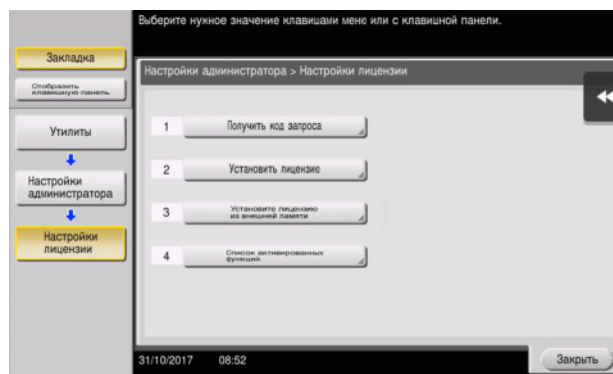 Выберите нужное значение клавишами меню или с клавишной панели.
Закладка
Отобразить
клавишную панель
Утилиты
Настройки
администратора
Настройки
лицензии
Настройки администратора > Настройки лицензии
1 Получить код запроса
2 Установить лицензию
3 Установите лицензию
из внешней памяти
4 Список активированных
функций
31/10/2017 08:52
Закрыть